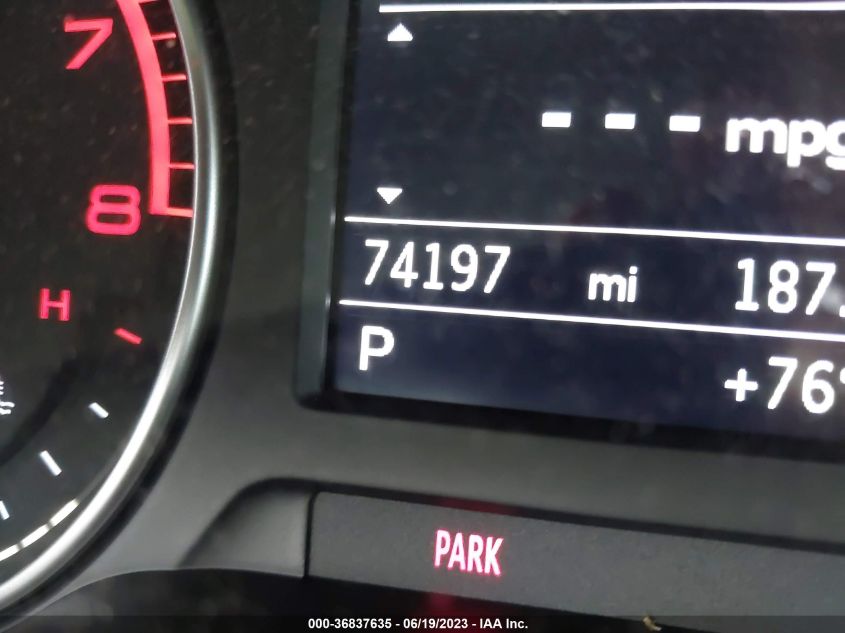 7
8
H
--- mpg
74197 mi 187.
P +76°
PARK
000-36837635 - 06/19/2023 - IAA Inc.